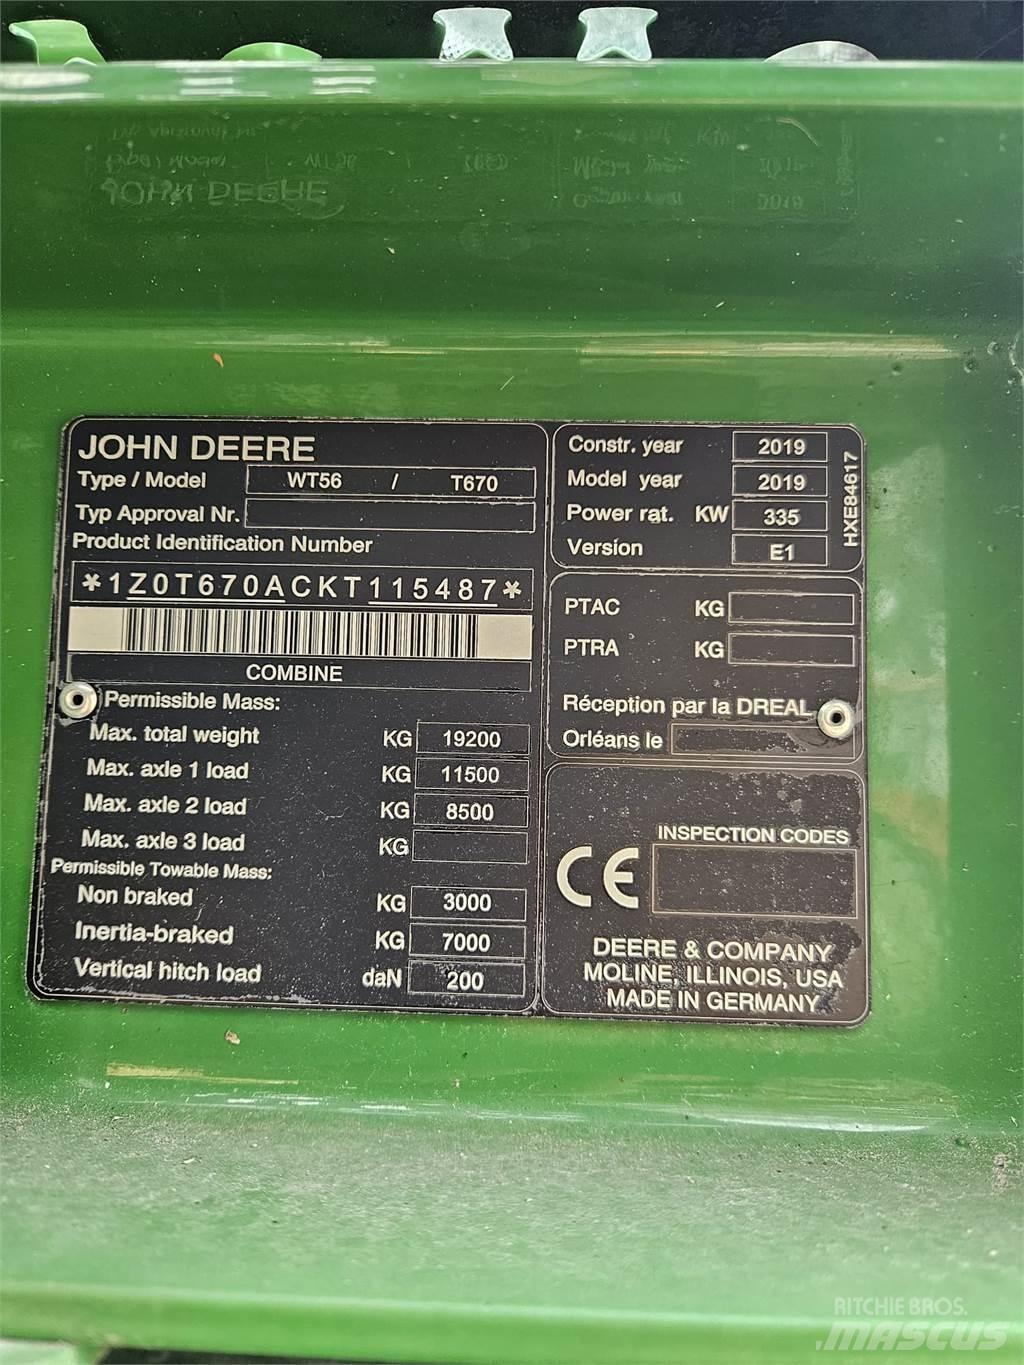 JOHN DEERE
Type / Model WT56 / T670
Typ Approval Nr.
Product Identification Number
*1Z0T670ACKT115487*
COMBINE
Permissible Mass:
Max. total weight KG 19200
Max. axle 1 load KG 11500
Max. axle 2 load KG 8500
Max. axle 3 load KG
Permissible Towable Mass:
Non braked KG 3000
Inertia-braked KG 7000
Vertical hitch load daN 200
Constr. year 2019
Model year 2019
Power rat. KW 335
Version E1
HXE84617
PTAC KG
PTRA KG
Réception par la DREAL
Orléans le
INSPECTION CODES
CE
DEERE & COMPANY
MOLINE, ILLINOIS, USA
MADE IN GERMANY
RITCHIE BROS.
MASCUS